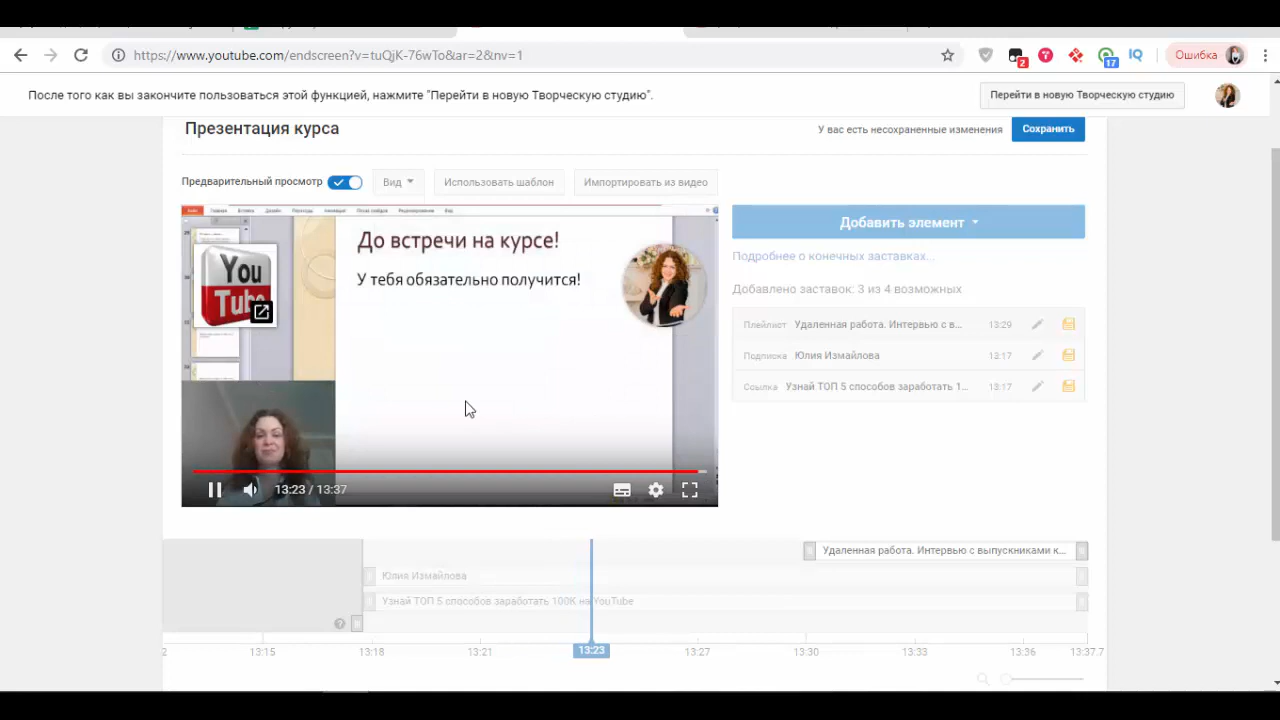 https://www.youtube.com/endscreen?v=tuQjK-76wTo&ar=2&nv=1
2
17
IQ
Ошибка
После того как вы закончите пользоваться этой функцией, нажмите "Перейти в новую Творческую студию".
Перейти в новую Творческую студию
Презентация курса
У вас есть несохраненные изменения
Сохранить
Предварительный просмотр
Вид
Использовать шаблон
Импортировать из видео
До встречи на курсе!
У тебя обязательно получится!
You
Tube
13:23 / 13:37
Добавить элемент
Подробнее о конечных заставках...
Добавлено заставок: 3 из 4 возможных
Плейлист Удаленная работа. Интервью с в... 13:29
Подписка Юлия Измайлова 13:17
Ссылка Узнай ТОП 5 способов заработать 1... 13:17
Удаленная работа. Интервью с выпускниками к...
Юлия Измайлова
Узнай ТОП 5 способов заработать 100К на YouTube
?
2 13:15 13:18 13:21 13:23 13:27 13:30 13:33 13:36 13:37.7